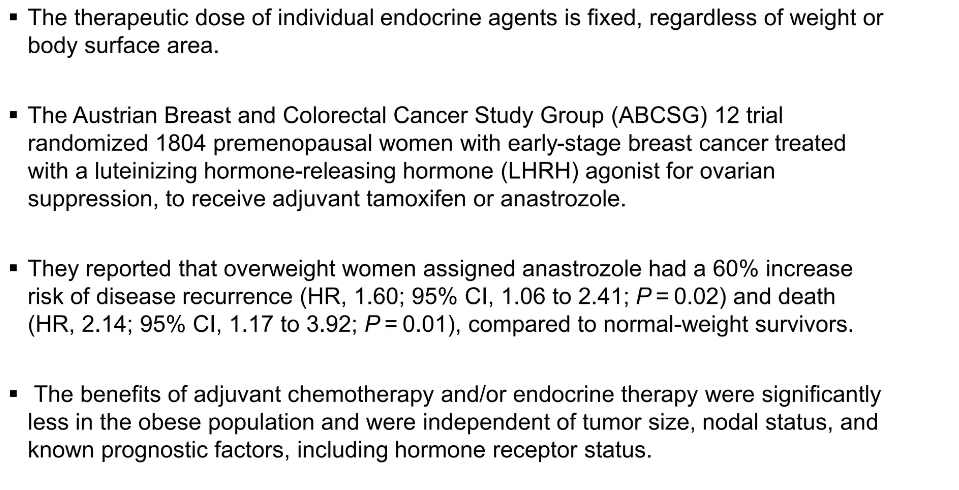 ▪ The therapeutic dose of individual endocrine agents is fixed, regardless of weight or
body surface area.
▪ The Austrian Breast and Colorectal Cancer Study Group (ABCSG) 12 trial
randomized 1804 premenopausal women with early-stage breast cancer treated
with a luteinizing hormone-releasing hormone (LHRH) agonist for ovarian
suppression, to receive adjuvant tamoxifen or anastrozole.
▪ They reported that overweight women assigned anastrozole had a 60% increase
risk of disease recurrence (HR, 1.60; 95% CI, 1.06 to 2.41; P = 0.02) and death
(HR, 2.14; 95% CI, 1.17 to 3.92; P = 0.01), compared to normal-weight survivors.
▪ The benefits of adjuvant chemotherapy and/or endocrine therapy were significantly
less in the obese population and were independent of tumor size, nodal status, and
known prognostic factors, including hormone receptor status.